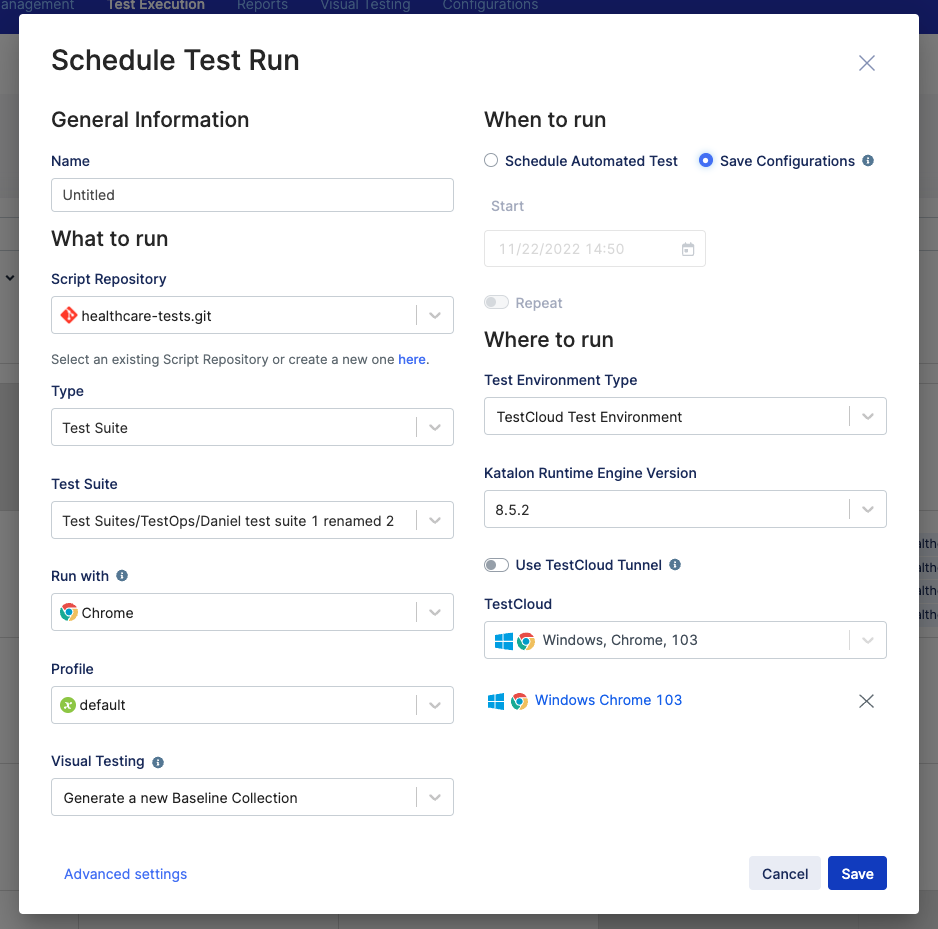 anagement Test Execution Reports Visual Testing Configurations
Schedule Test Run
General Information
Name
Untitled
What to run
Script Repository
healthcare-tests.git
Select an existing Script Repository or create a new one here.
Type
Test Suite
Test Suite
Test Suites/TestOps/Daniel test suite 1 renamed 2
Run with
Chrome
Profile
default
Visual Testing
Generate a new Baseline Collection
Advanced settings
When to run
Schedule Automated Test Save Configurations
Start
11/22/2022 14:50
Repeat
Where to run
Test Environment Type
TestCloud Test Environment
Katalon Runtime Engine Version
8.5.2
Use TestCloud Tunnel
TestCloud
Windows, Chrome, 103
Windows Chrome 103
Cancel Save
althc
althc
althc
althc